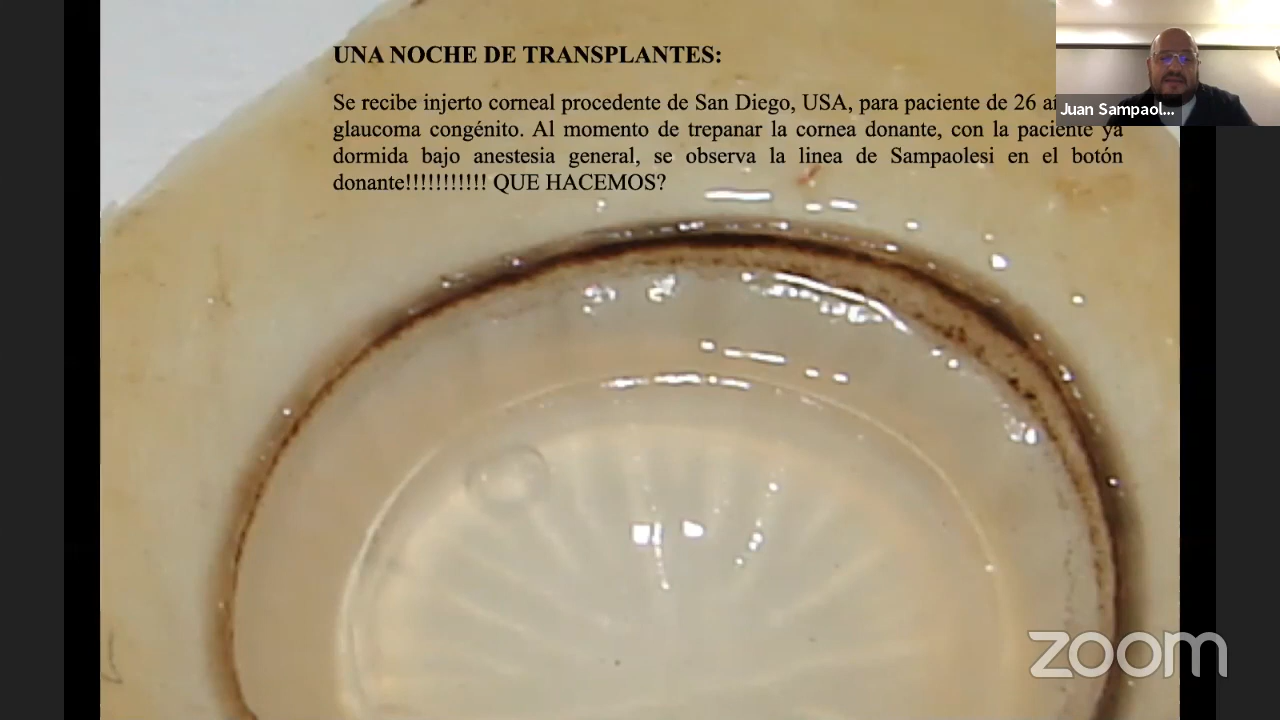 UNA NOCHE DE TRANSPLANTES:
Se recibe injerto corneal procedente de San Diego, USA, para paciente de 26
glaucoma congénito. Al momento de trepanar la cornea donante, con la paciente ya
dormida bajo anestesia general, se observa la linea de Sampaolesi en el botón
donante!!!!!!!!!!! QUE HACEMOS?
Juan Sampaol...
zoom